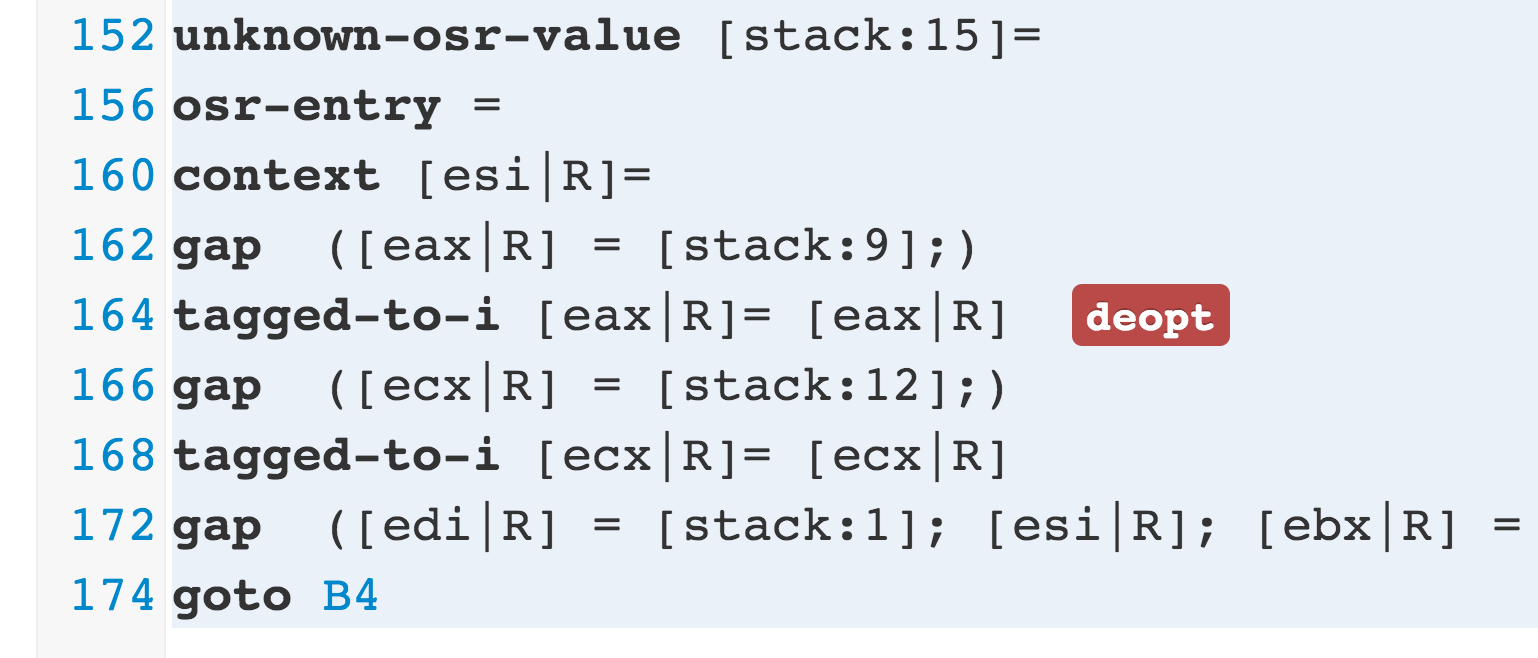 152 unknown-osr-value [stack:15]=
156 osr-entry =
160 context [esi|R]=
162 gap ([eax|R] = [stack:9];)
164 tagged-to-i [eax|R]= [eax|R] deopt
166 gap ([ecx|R] = [stack:12];)
168 tagged-to-i [ecx|R]= [ecx|R]
172 gap ([edi|R] = [stack:1]; [esi|R]; [ebx|R] =
174 goto B4